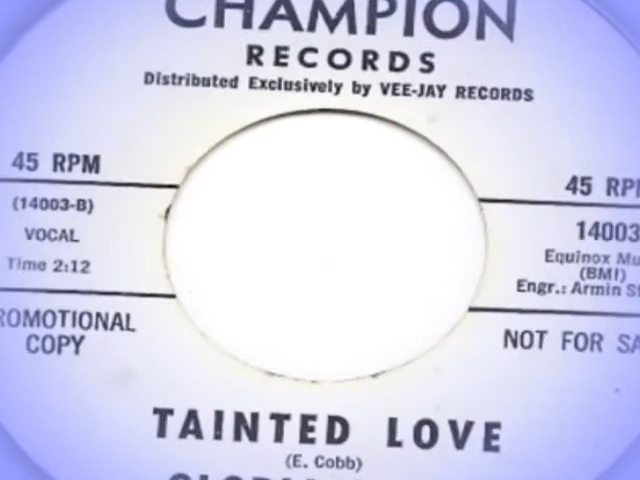 CHAMPION
RECORDS
Distributed Exclusively by VEE-JAY RECORDS
45 RPM
(14003-B)
VOCAL
Time 2:12
ROMOTIONAL
COPY
45 RP
14003
Equinox Mu
(BMI)
Engr.: Armin S
NOT FOR SA
TAINTED LOVE
(E. Cobb)